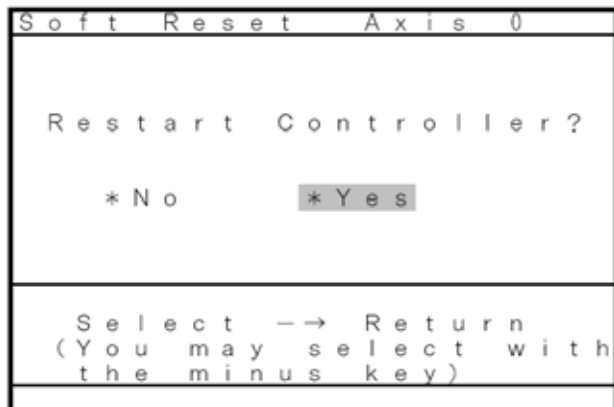 Soft Reset Axis 0
Restart Controller?
*No *Yes
Select —→ Return
(You may select with
the minus key)